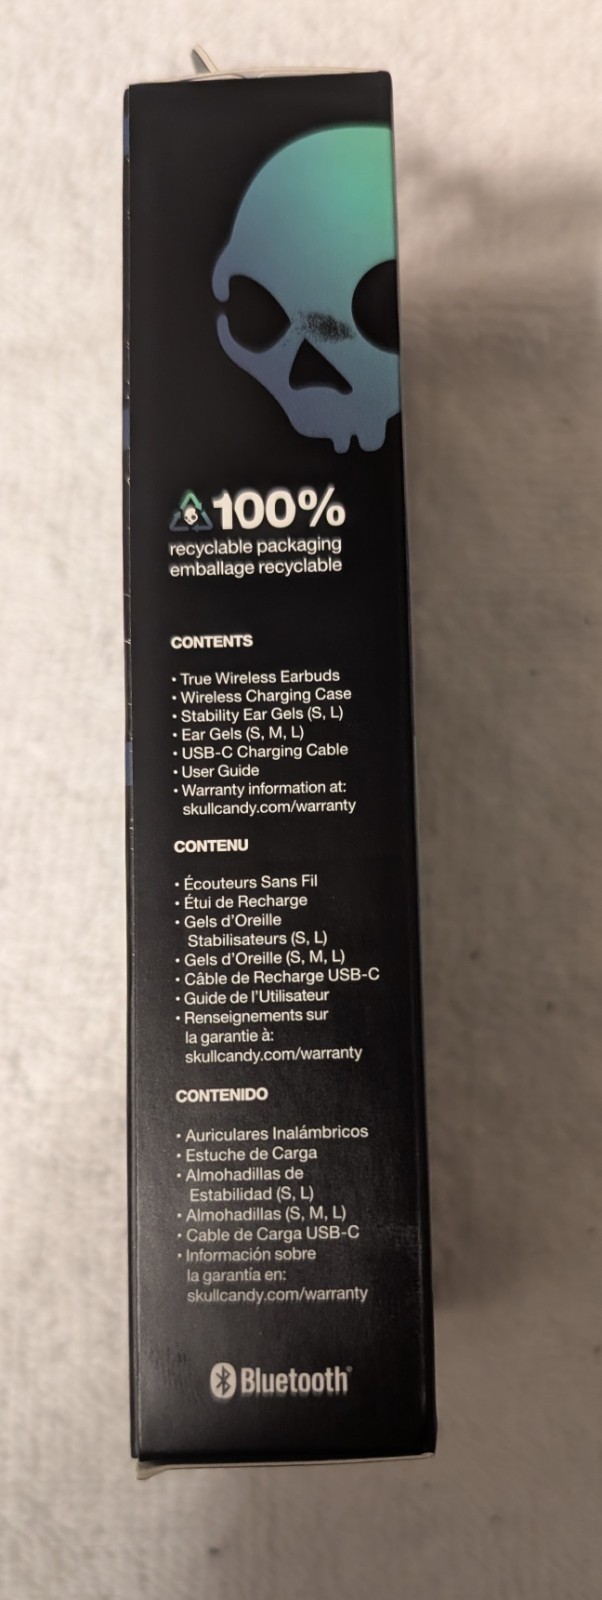 100%
recyclable packaging
emballage recyclable
CONTENTS
• True Wireless Earbuds
• Wireless Charging Case
• Stability Ear Gels (S, L)
• Ear Gels (S, M, L)
• USB-C Charging Cable
• User Guide
• Warranty information at:
skullcandy.com/warranty
CONTENU
• Écouteurs Sans Fil
• Étui de Recharge
• Gels d'Oreille
Stabilisateurs (S, L)
• Gels d'Oreille (S, M, L)
• Câble de Recharge USB-C
• Guide de l'Utilisateur
• Renseignements sur
la garantie à:
skullcandy.com/warranty
CONTENIDO
• Auriculares Inalámbricos
• Estuche de Carga
• Almohadillas de
Estabilidad (S, L)
• Almohadillas (S, M, L)
• Cable de Carga USB-C
• Información sobre
la garantía en:
skullcandy.com/warranty
Bluetooth®